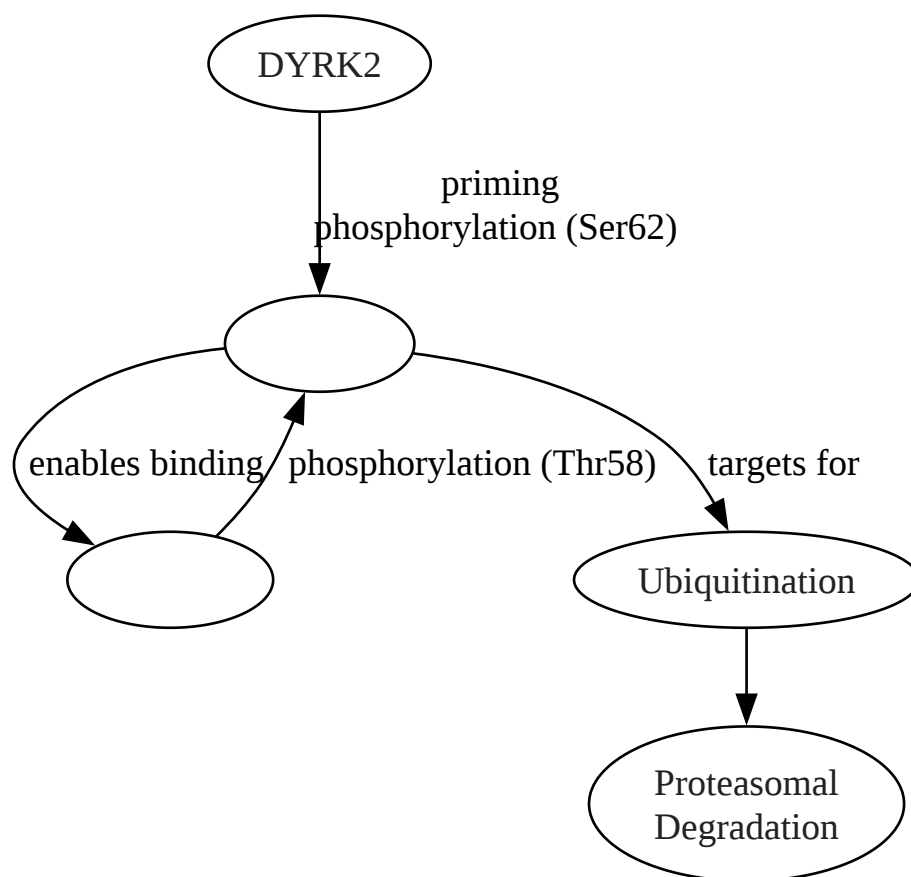 DYRK2
priming
phosphorylation (Ser62)
enables binding
phosphorylation (Thr58)
targets for
Ubiquitination
Proteasomal
Degradation